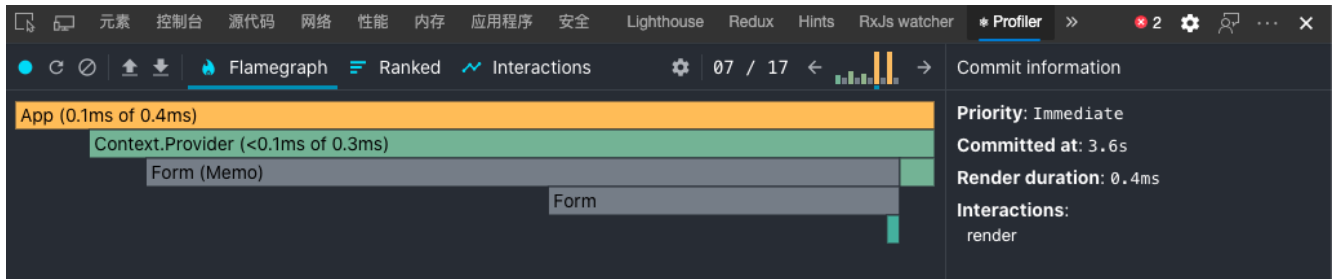 元素 控制台 源代码 网络 性能 内存 应用程序 安全 Lighthouse Redux Hints RxJs watcher ⚛ Profiler » 2 ··· ×
Flamegraph Ranked Interactions 07 / 17 ← → Commit information
App (0.1ms of 0.4ms)
Context.Provider (<0.1ms of 0.3ms)
Form (Memo)
Form
Priority: Immediate
Committed at: 3.6s
Render duration: 0.4ms
Interactions:
render